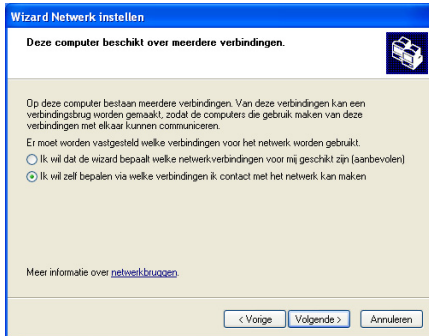 Wizard Netwerk instellen
Deze computer beschikt over meerdere verbindingen.
Op deze computer bestaan meerdere verbindingen. Van deze verbindingen kan een
verbindingsbrug worden gemaakt, zodat de computers die gebruik maken van deze
verbindingen met elkaar kunnen communiceren.
Er moet worden vastgesteld welke verbindingen voor het netwerk worden gebruikt.
Ik wil dat de wizard bepaalt welke netwerkverbindingen voor mij geschikt zijn (aanbevolen)
Ik wil zelf bepalen via welke verbindingen ik contact met het netwerk kan maken
Meer informatie over netwerkbruggen.
< Vorige Volgende > Annuleren